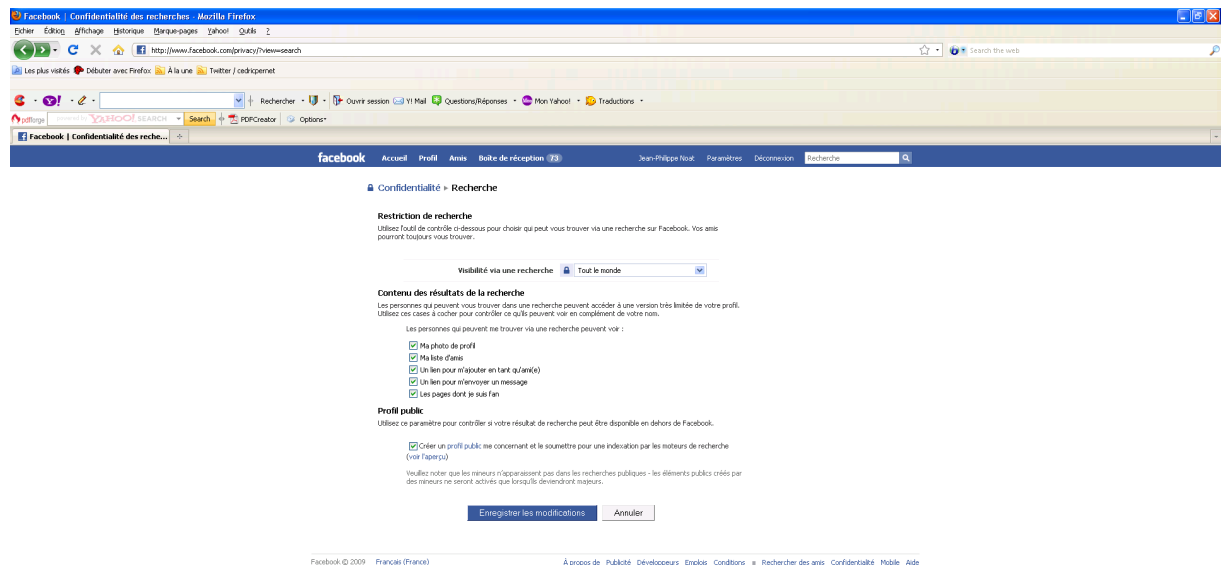 Facebook | Confidentialité des recherches - Mozilla Firefox
Fichier Édition Affichage Historique Marque-pages Yahoo! Outils ?
http://www.facebook.com/privacy/?view=search
Search the web
Les plus visités Débuter avec Firefox À la une Twitter / cedricpernet
Y! Rechercher Ouvrir session Y! Mail Questions/Réponses Mon Yahoo! Traductions
pdfforge powered by YAHOO! SEARCH Search PDFCreator Options
Facebook | Confidentialité des reche...
facebook Accueil Profil Amis Boîte de réception 73 Jean-Philippe Noat Paramètres Déconnexion Recherche
Confidentialité ▸ Recherche
Restriction de recherche
Utilisez l'outil de contrôle ci-dessous pour choisir qui peut vous trouver via une recherche sur Facebook. Vos amis
pourront toujours vous trouver.
Visibilité via une recherche Tout le monde
Contenu des résultats de la recherche
Les personnes qui peuvent vous trouver dans une recherche peuvent accéder à une version très limitée de votre profil.
Utilisez ces cases à cocher pour contrôler ce qu'ils peuvent voir en complément de votre nom.
Les personnes qui peuvent me trouver via une recherche peuvent voir :
Ma photo de profil
Ma liste d'amis
Un lien pour m'ajouter en tant qu'ami(e)
Un lien pour m'envoyer un message
Les pages dont je suis fan
Profil public
Utilisez ce paramètre pour contrôler si votre résultat de recherche peut être disponible en dehors de Facebook.
Créer un profil public me concernant et le soumettre pour une indexation par les moteurs de recherche
(voir l'aperçu)
Veuillez noter que les mineurs n'apparaissent pas dans les recherches publiques - les éléments publics créés par
des mineurs ne seront activés que lorsqu'ils deviendront majeurs.
Enregistrer les modifications Annuler
Facebook © 2009 Français (France) À propos de Publicité Développeurs Emplois Conditions Rechercher des amis Confidentialité Mobile Aide